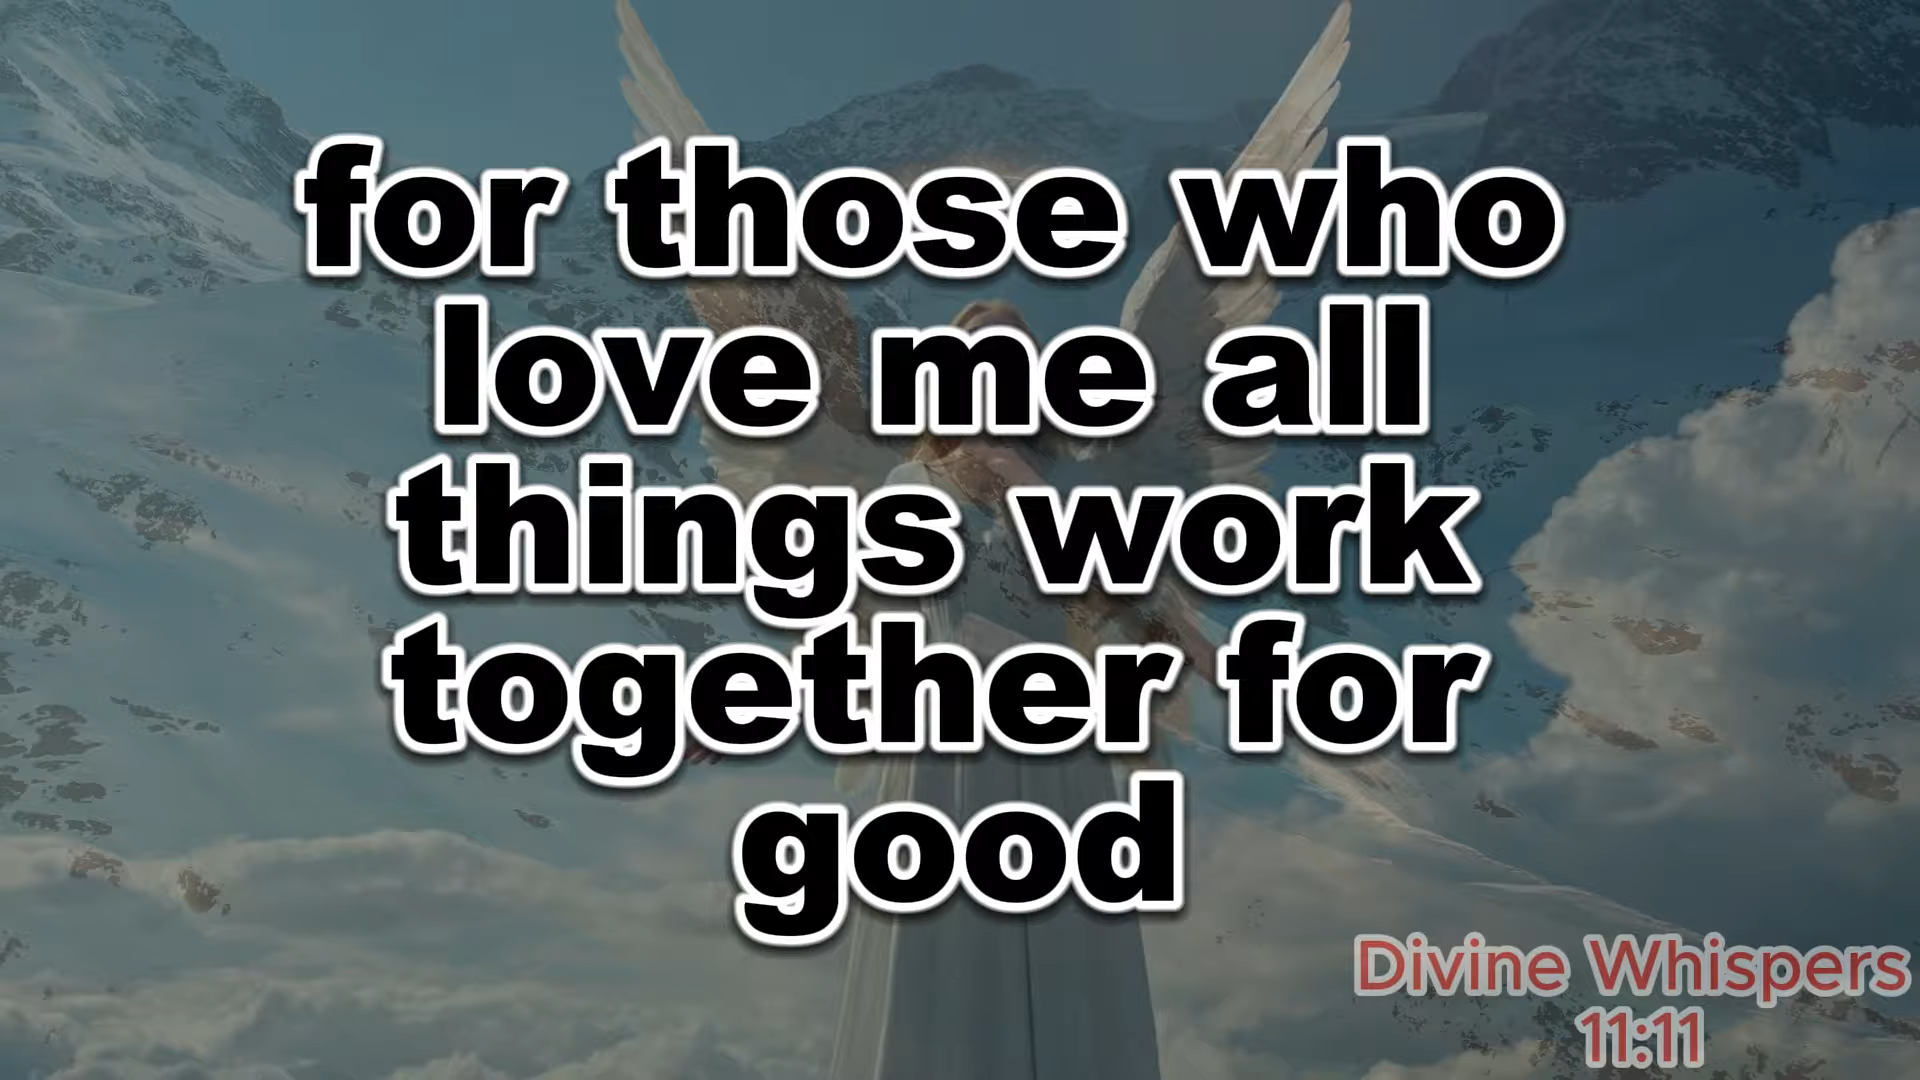 for those who
love me all
things work
together for
good
Divine Whispers
11:11